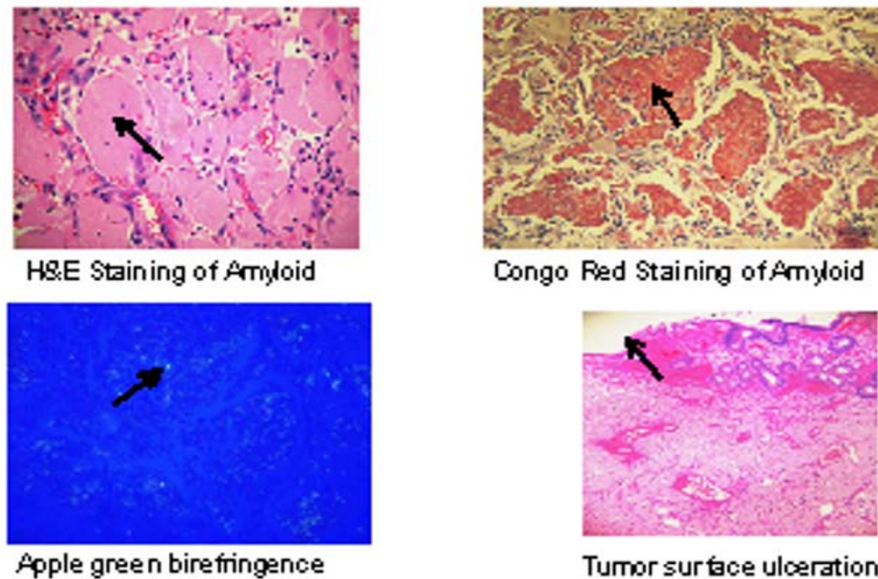 H&E Staining of Amyloid
Congo Red Staining of Amyloid
Apple green birefringence
Tumor surface ulceration